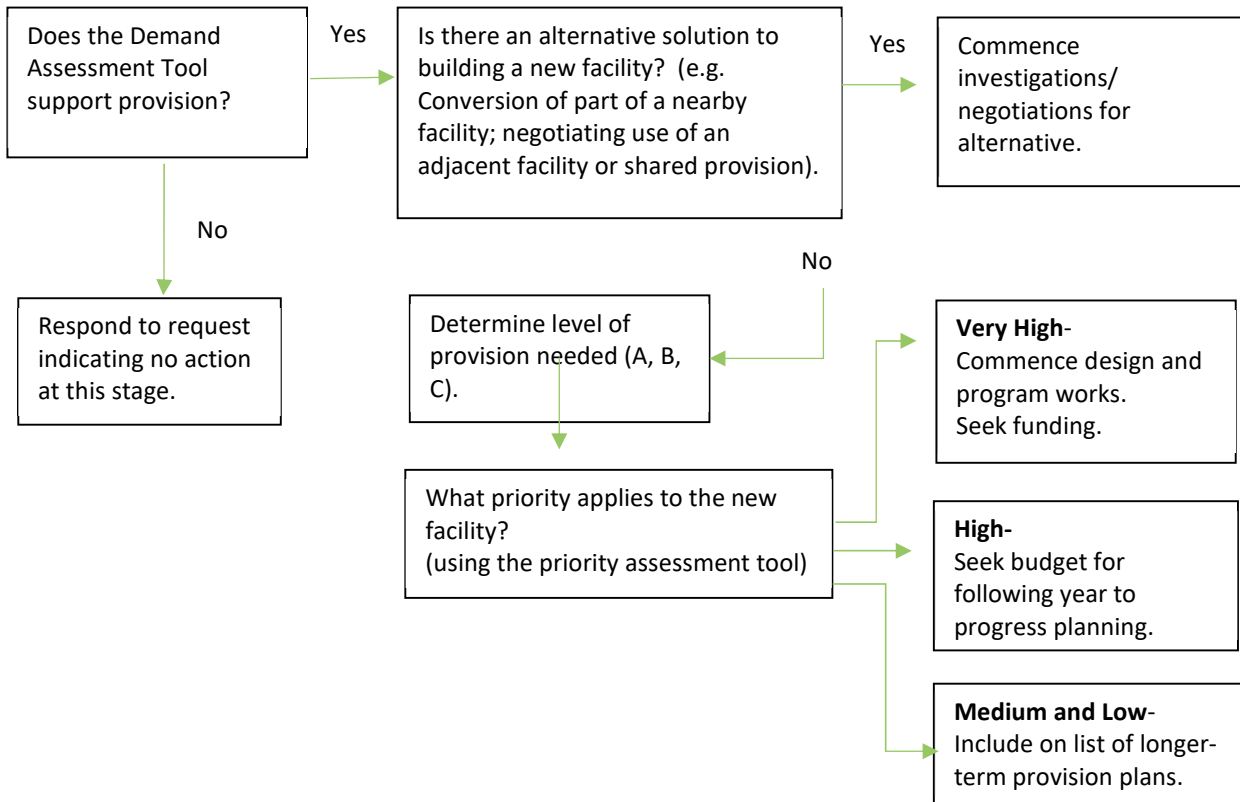 Does the Demand
Assessment Tool
support provision?
Yes
Is there an alternative solution to
building a new facility?  (e.g.
Conversion of part of a nearby
facility; negotiating use of an
adjacent facility or shared provision).
Yes
Commence
investigations/
negotiations for
alternative.
No
Respond to request
indicating no action
at this stage.
No
Determine level of
provision needed (A, B,
C).
What priority applies to the new
facility?
(using the priority assessment tool)
Very High-
Commence design and
program works.
Seek funding.
High-
Seek budget for
following year to
progress planning.
Medium and Low-
Include on list of longer-
term provision plans.